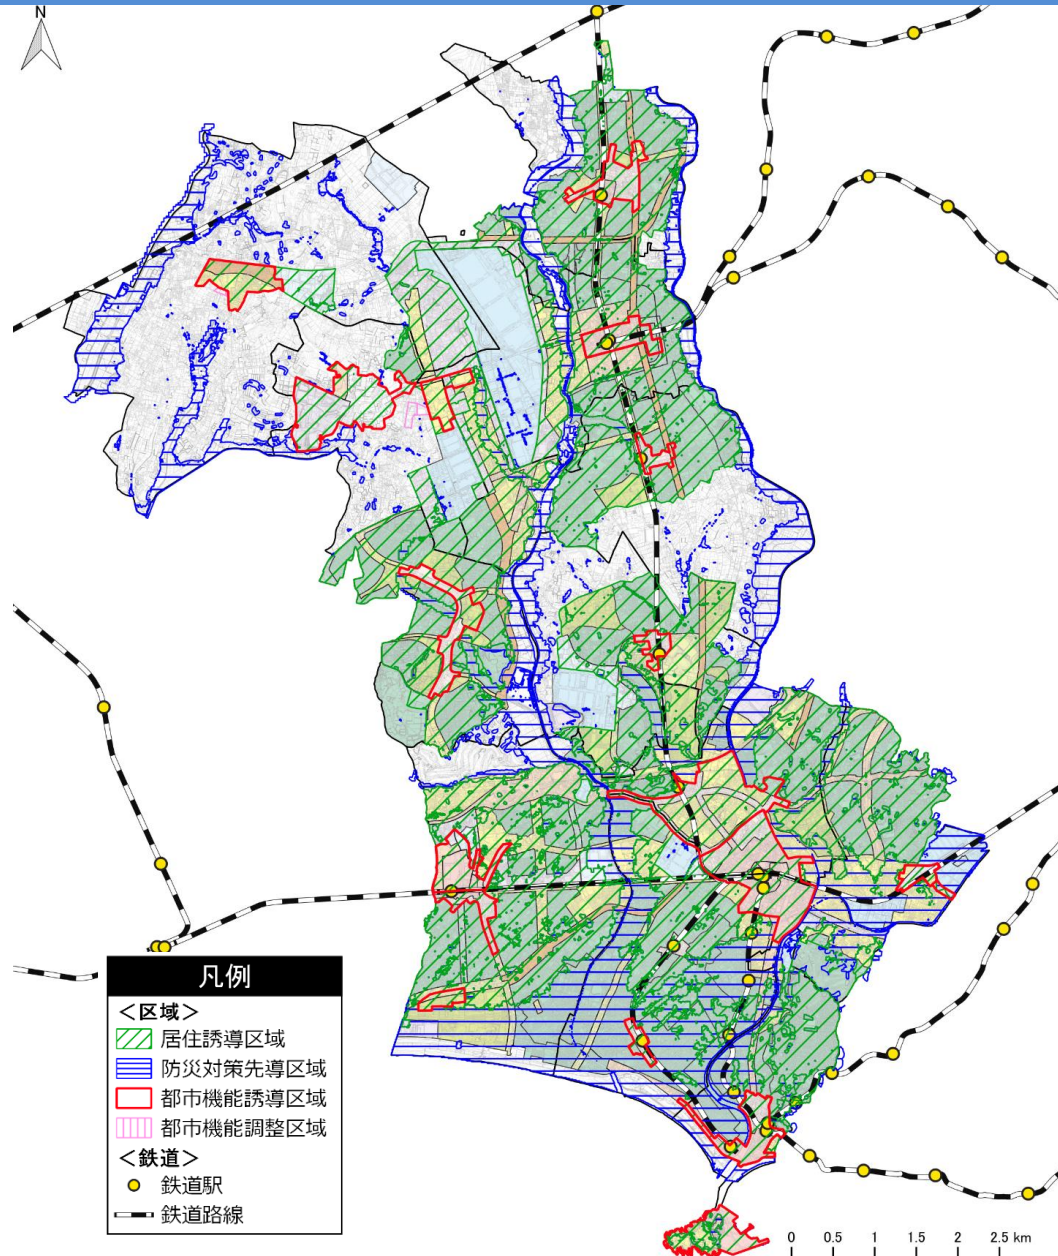 N
凡例
＜区域＞
居住誘導区域
防災対策先導区域
都市機能誘導区域
都市機能調整区域
＜鉄道＞
鉄道駅
鉄道路線
0 0.5 1 1.5 2 2.5 km